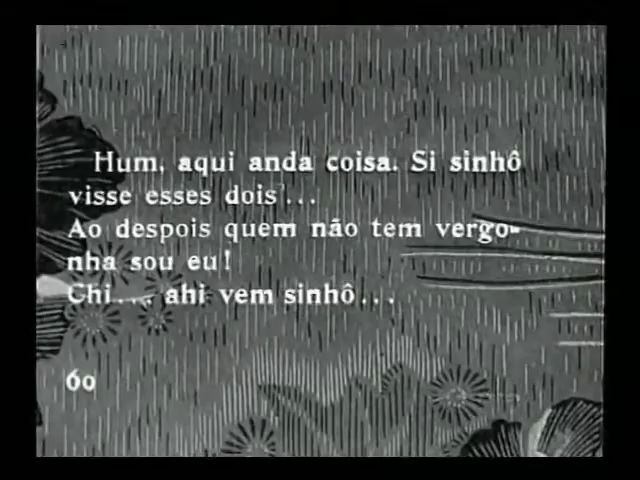 Hum, aqui anda coisa. Si sinhô
visse esses dois...
Ao despois quem não tem vergo-
nha sou eu!
Chi... ahi vem sinhô...
60